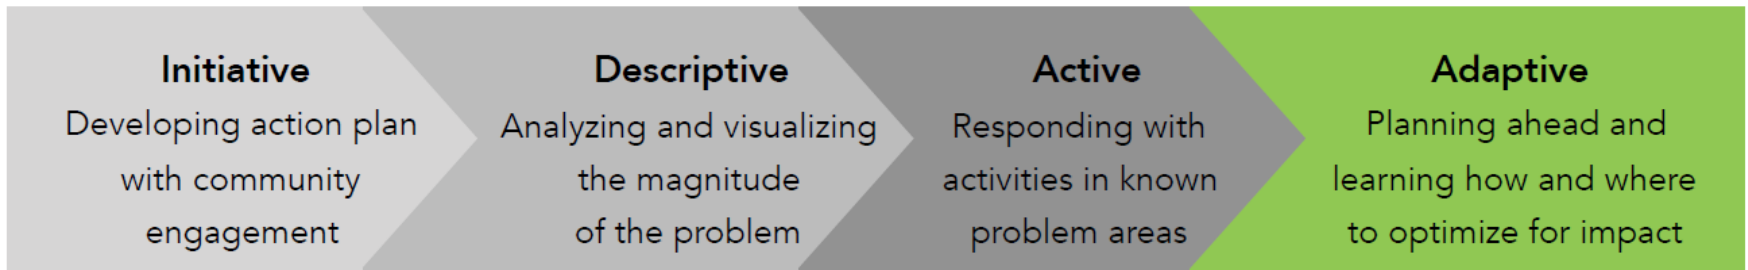 Initiative
Developing action plan
with community
engagement
Descriptive
Analyzing and visualizing
the magnitude
of the problem
Active
Responding with
activities in known
problem areas
Adaptive
Planning ahead and
learning how and where
to optimize for impact